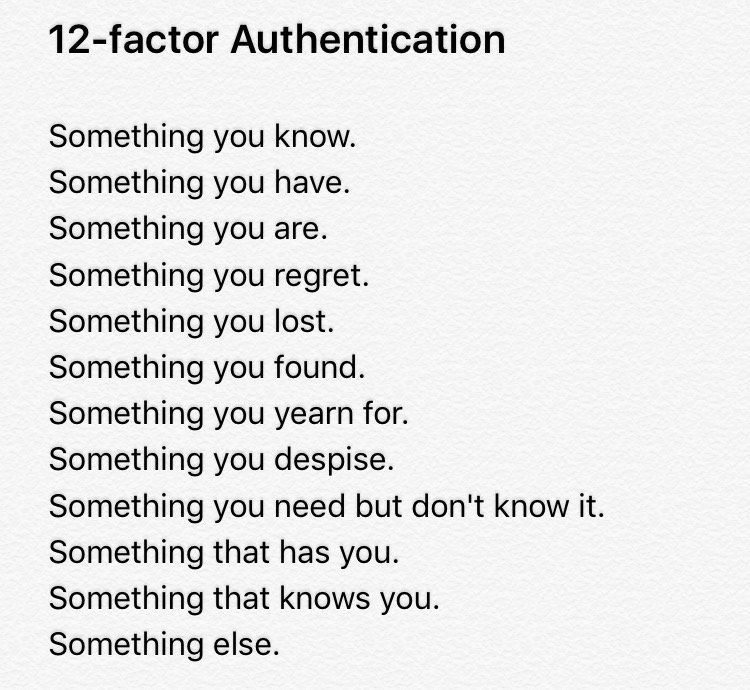 12-factor Authentication
Something you know.
Something you have.
Something you are.
Something you regret.
Something you lost.
Something you found.
Something you yearn for.
Something you despise.
Something you need but don't know it.
Something that has you.
Something that knows you.
Something else.